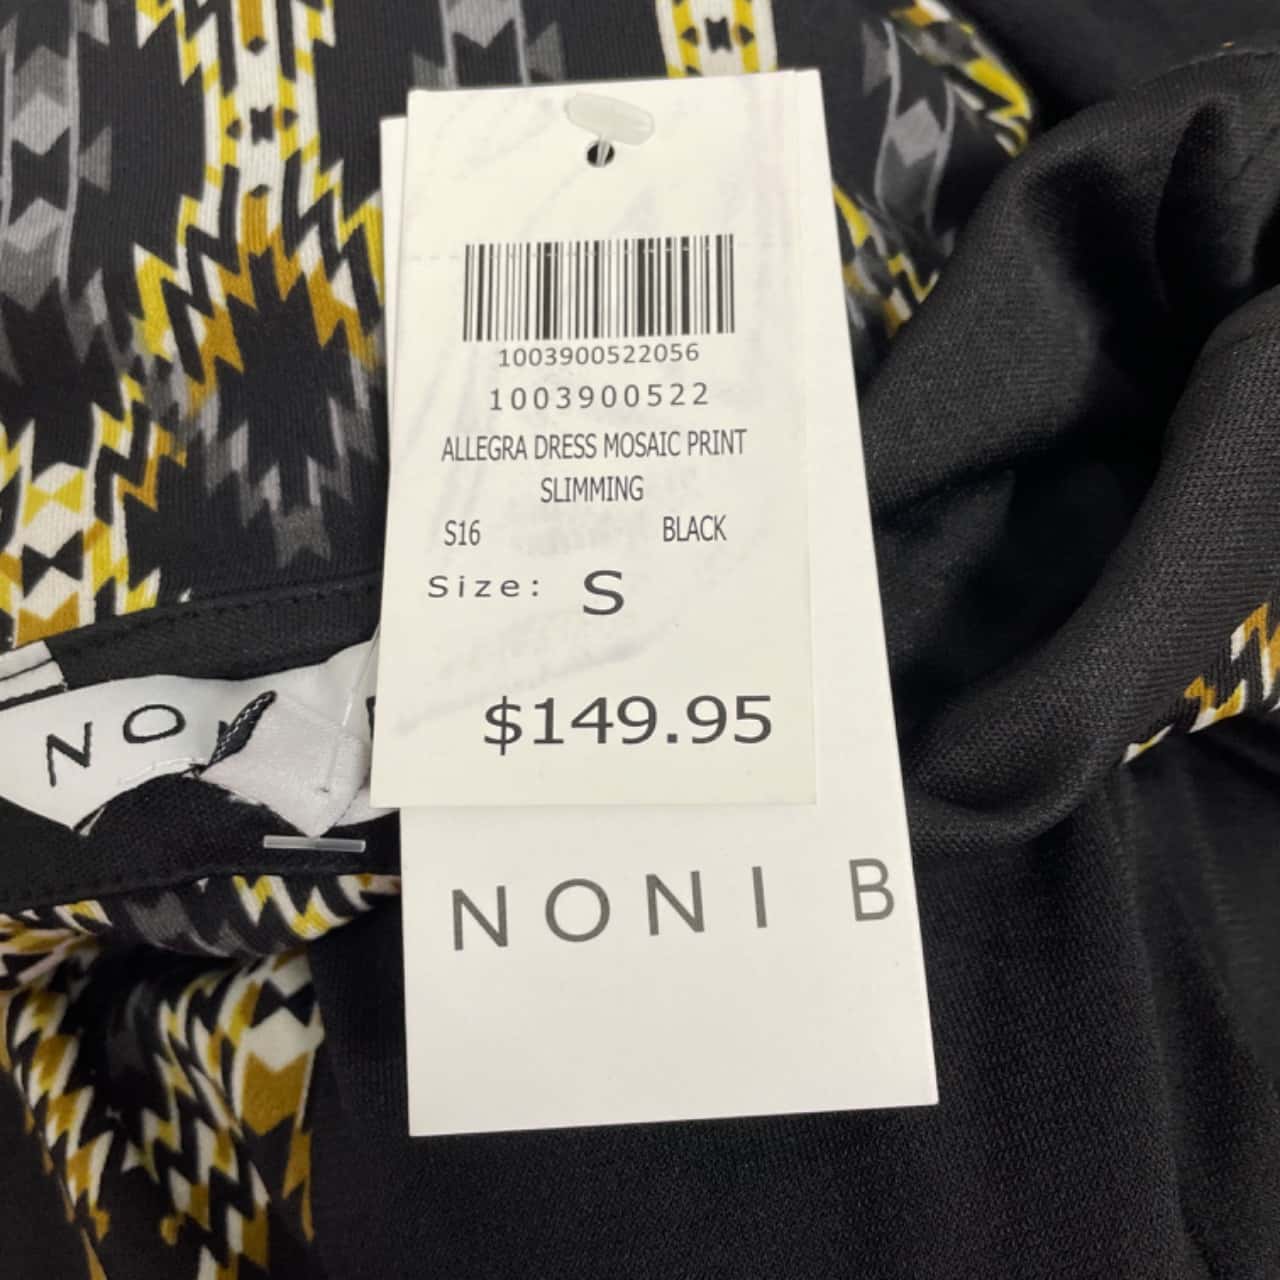 1003900522056
1003900522
ALLEGRA DRESS MOSAIC PRINT
SLIMMING
S16 BLACK
Size: S
$149.95
NO
NONI B